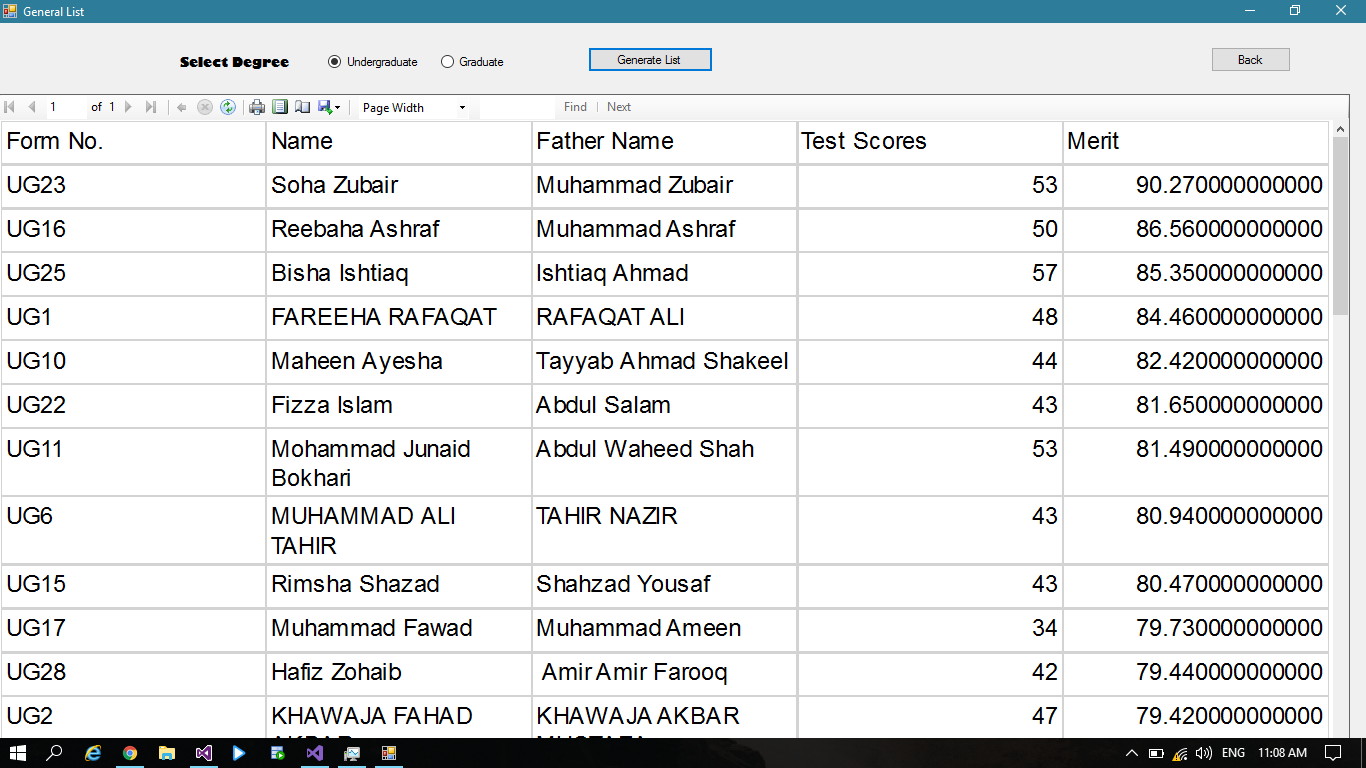 General List
Select Degree Undergraduate Graduate Generate List Back
1 of 1 Page Width Find Next
Form No. Name Father Name Test Scores Merit
UG23 Soha Zubair Muhammad Zubair 53 90.270000000000
UG16 Reebaha Ashraf Muhammad Ashraf 50 86.560000000000
UG25 Bisha Ishtiaq Ishtiaq Ahmad 57 85.350000000000
UG1 FAREEHA RAFAQAT RAFAQAT ALI 48 84.460000000000
UG10 Maheen Ayesha Tayyab Ahmad Shakeel 44 82.420000000000
UG22 Fizza Islam Abdul Salam 43 81.650000000000
UG11 Mohammad Junaid Abdul Waheed Shah 53 81.490000000000
Bokhari
UG6 MUHAMMAD ALI TAHIR NAZIR 43 80.940000000000
TAHIR
UG15 Rimsha Shazad Shahzad Yousaf 43 80.470000000000
UG17 Muhammad Fawad Muhammad Ameen 34 79.730000000000
UG28 Hafiz Zohaib Amir Amir Farooq 42 79.440000000000
UG2 KHAWAJA FAHAD KHAWAJA AKBAR 47 79.420000000000
ENG 11:08 AM